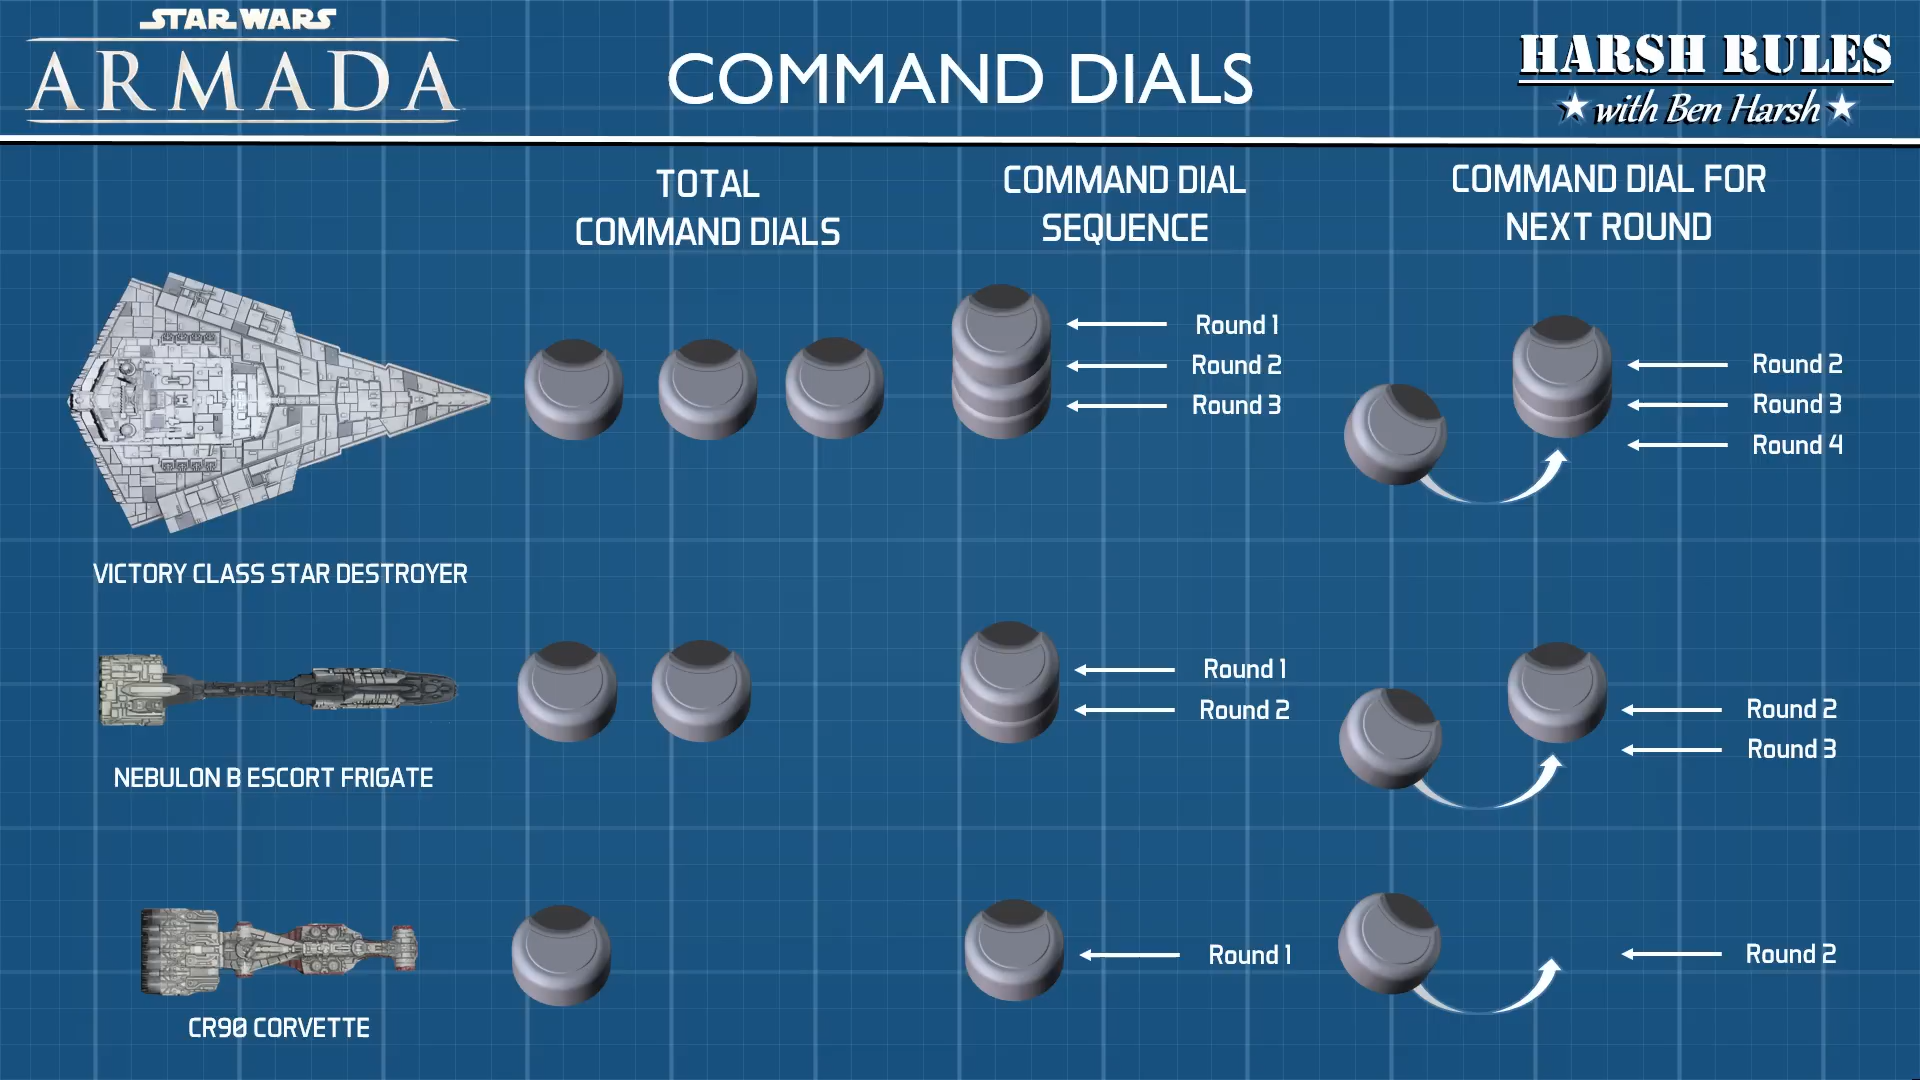 STAR WARS
ARMADA
COMMAND DIALS
HARSH RULES
with Ben Harsh
TOTAL
COMMAND DIALS
COMMAND DIAL
SEQUENCE
COMMAND DIAL FOR
NEXT ROUND
Round 1
Round 2
Round 3
Round 2
Round 3
Round 4
VICTORY CLASS STAR DESTROYER
Round 1
Round 2
Round 2
Round 3
NEBULON B ESCORT FRIGATE
Round 1
Round 2
CR90 CORVETTE